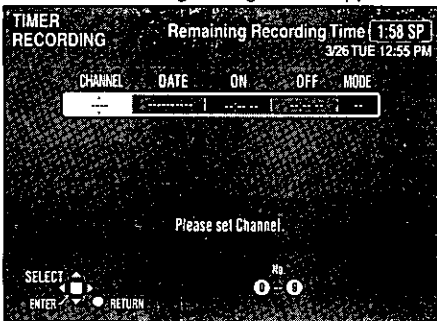 TIMER
RECORDING
Remaining Recording Time 1:58 SP
3/26 TUE 12:55 PM
CHANNEL DATE ON OFF MODE
---- --------- --:-- -- --:-- -- --
Please set Channel.
SELECT
No.
0 - 9
ENTER RETURN